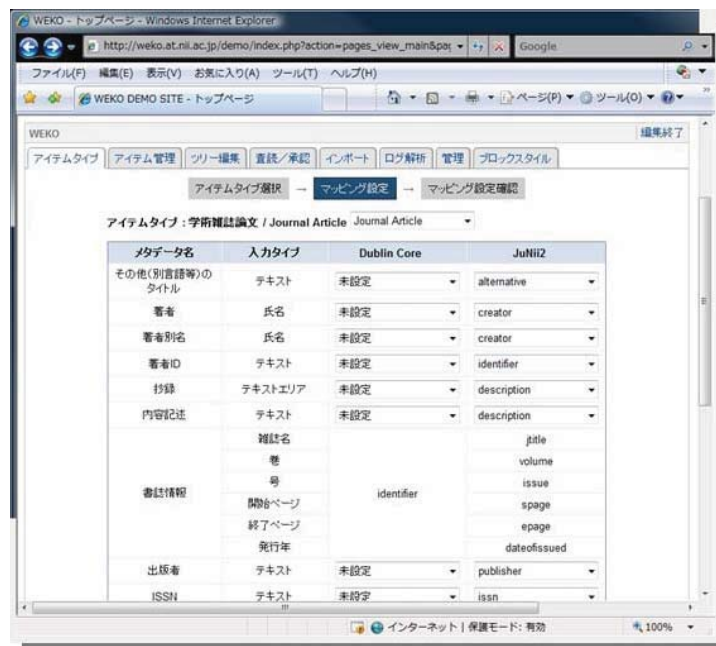 WEKO - トップページ - Windows Internet Explorer
http://weko.at.nii.ac.jp/demo/index.php?action=pages_view_main&pag
Google
ファイル(F) 編集(E) 表示(V) お気に入り(A) ツール(T) ヘルプ(H)
WEKO DEMO SITE - トップページ
ページ(P) ツール(O)
WEKO 編集終了
アイテムタイプ アイテム管理 ツリー編集 査読/承認 インポート ログ解析 管理 ブロックスタイル
アイテムタイプ選択 → マッピング設定 → マッピング設定確認
アイテムタイプ : 学術雑誌論文 / Journal Article Journal Article
メタデータ名 入力タイプ Dublin Core JuNii2
その他(別言語等)の
タイトル テキスト 未設定 alternative
著者 氏名 未設定 creator
著者別名 氏名 未設定 creator
著者ID テキスト 未設定 identifier
抄録 テキストエリア 未設定 description
内容記述 テキスト 未設定 description
雑誌名 jtitle
巻 volume
号 issue
書誌情報 identifier
開始ページ spage
終了ページ epage
発行年 dateofissued
出版者 テキスト 未設定 publisher
ISSN テキスト 未設定 issn
インターネット | 保護モード: 有効 100%